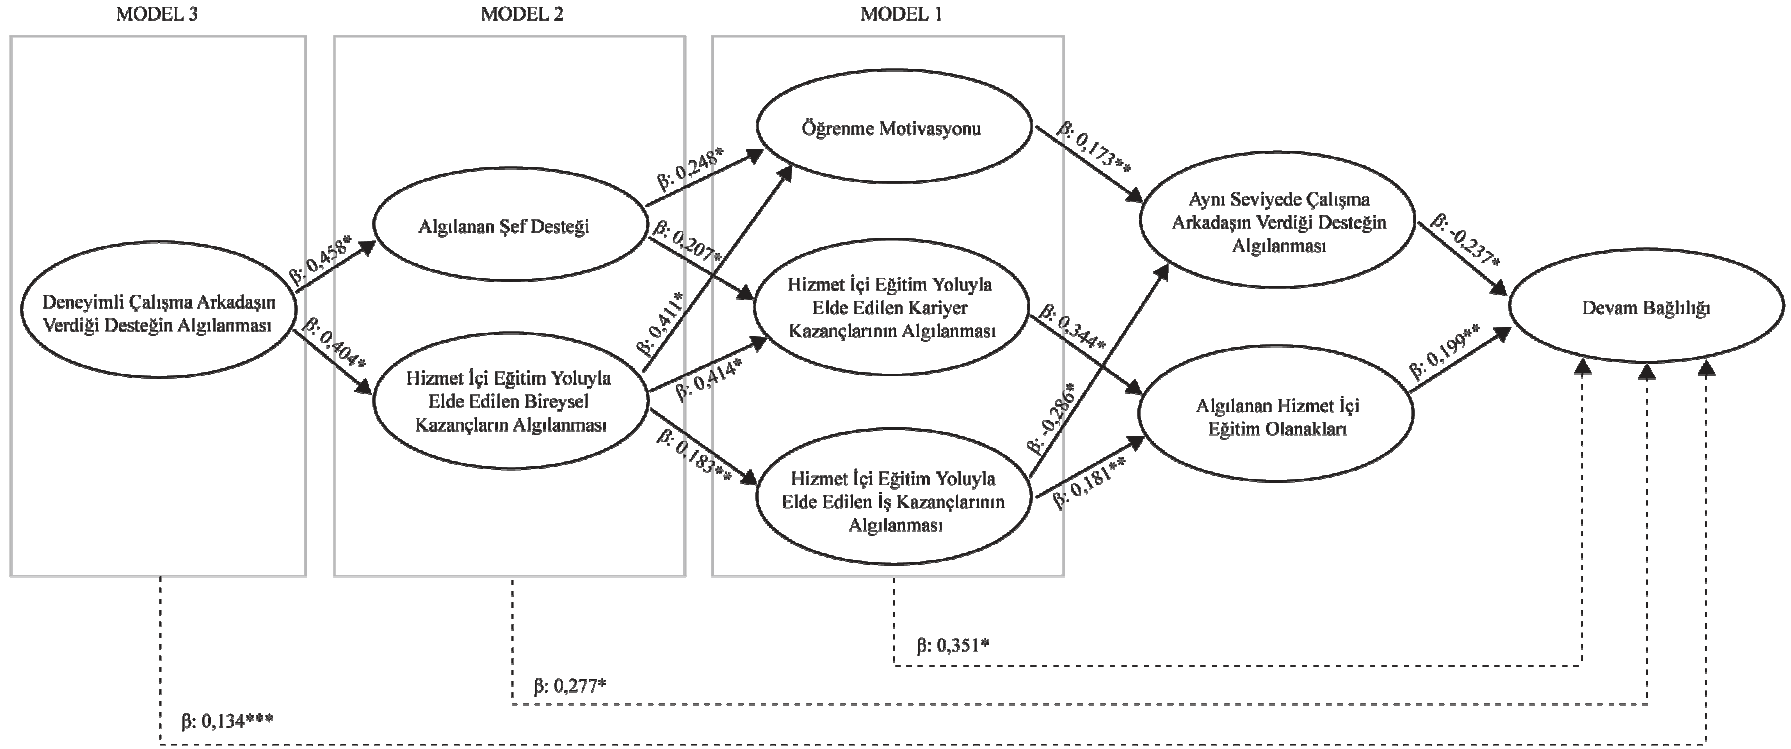 MODEL 3
MODEL 2
MODEL 1
Deneyimli Çalışma Arkadaşın
Verdiği Desteğin Algılanması
β: 0,458*
β: 0,404*
Algılanan Şef Desteği
Hizmet İçi Eğitim Yoluyla
Elde Edilen Bireysel
Kazançların Algılanması
β: 0,248*
β: 0,207*
β: 0,411*
β: 0,414*
β: 0,183**
Öğrenme Motivasyonu
Hizmet İçi Eğitim Yoluyla
Elde Edilen Kariyer
Kazançlarının Algılanması
Hizmet İçi Eğitim Yoluyla
Elde Edilen İş Kazançlarının
Algılanması
β: 0,173**
β: 0,344*
β: -0,286*
β: 0,181**
Aynı Seviyede Çalışma
Arkadaşın Verdiği Desteğin
Algılanması
Algılanan Hizmet İçi
Eğitim Olanakları
β: -0,237*
β: 0,199**
Devam Bağlılığı
β: 0,351*
β: 0,277*
β: 0,134***